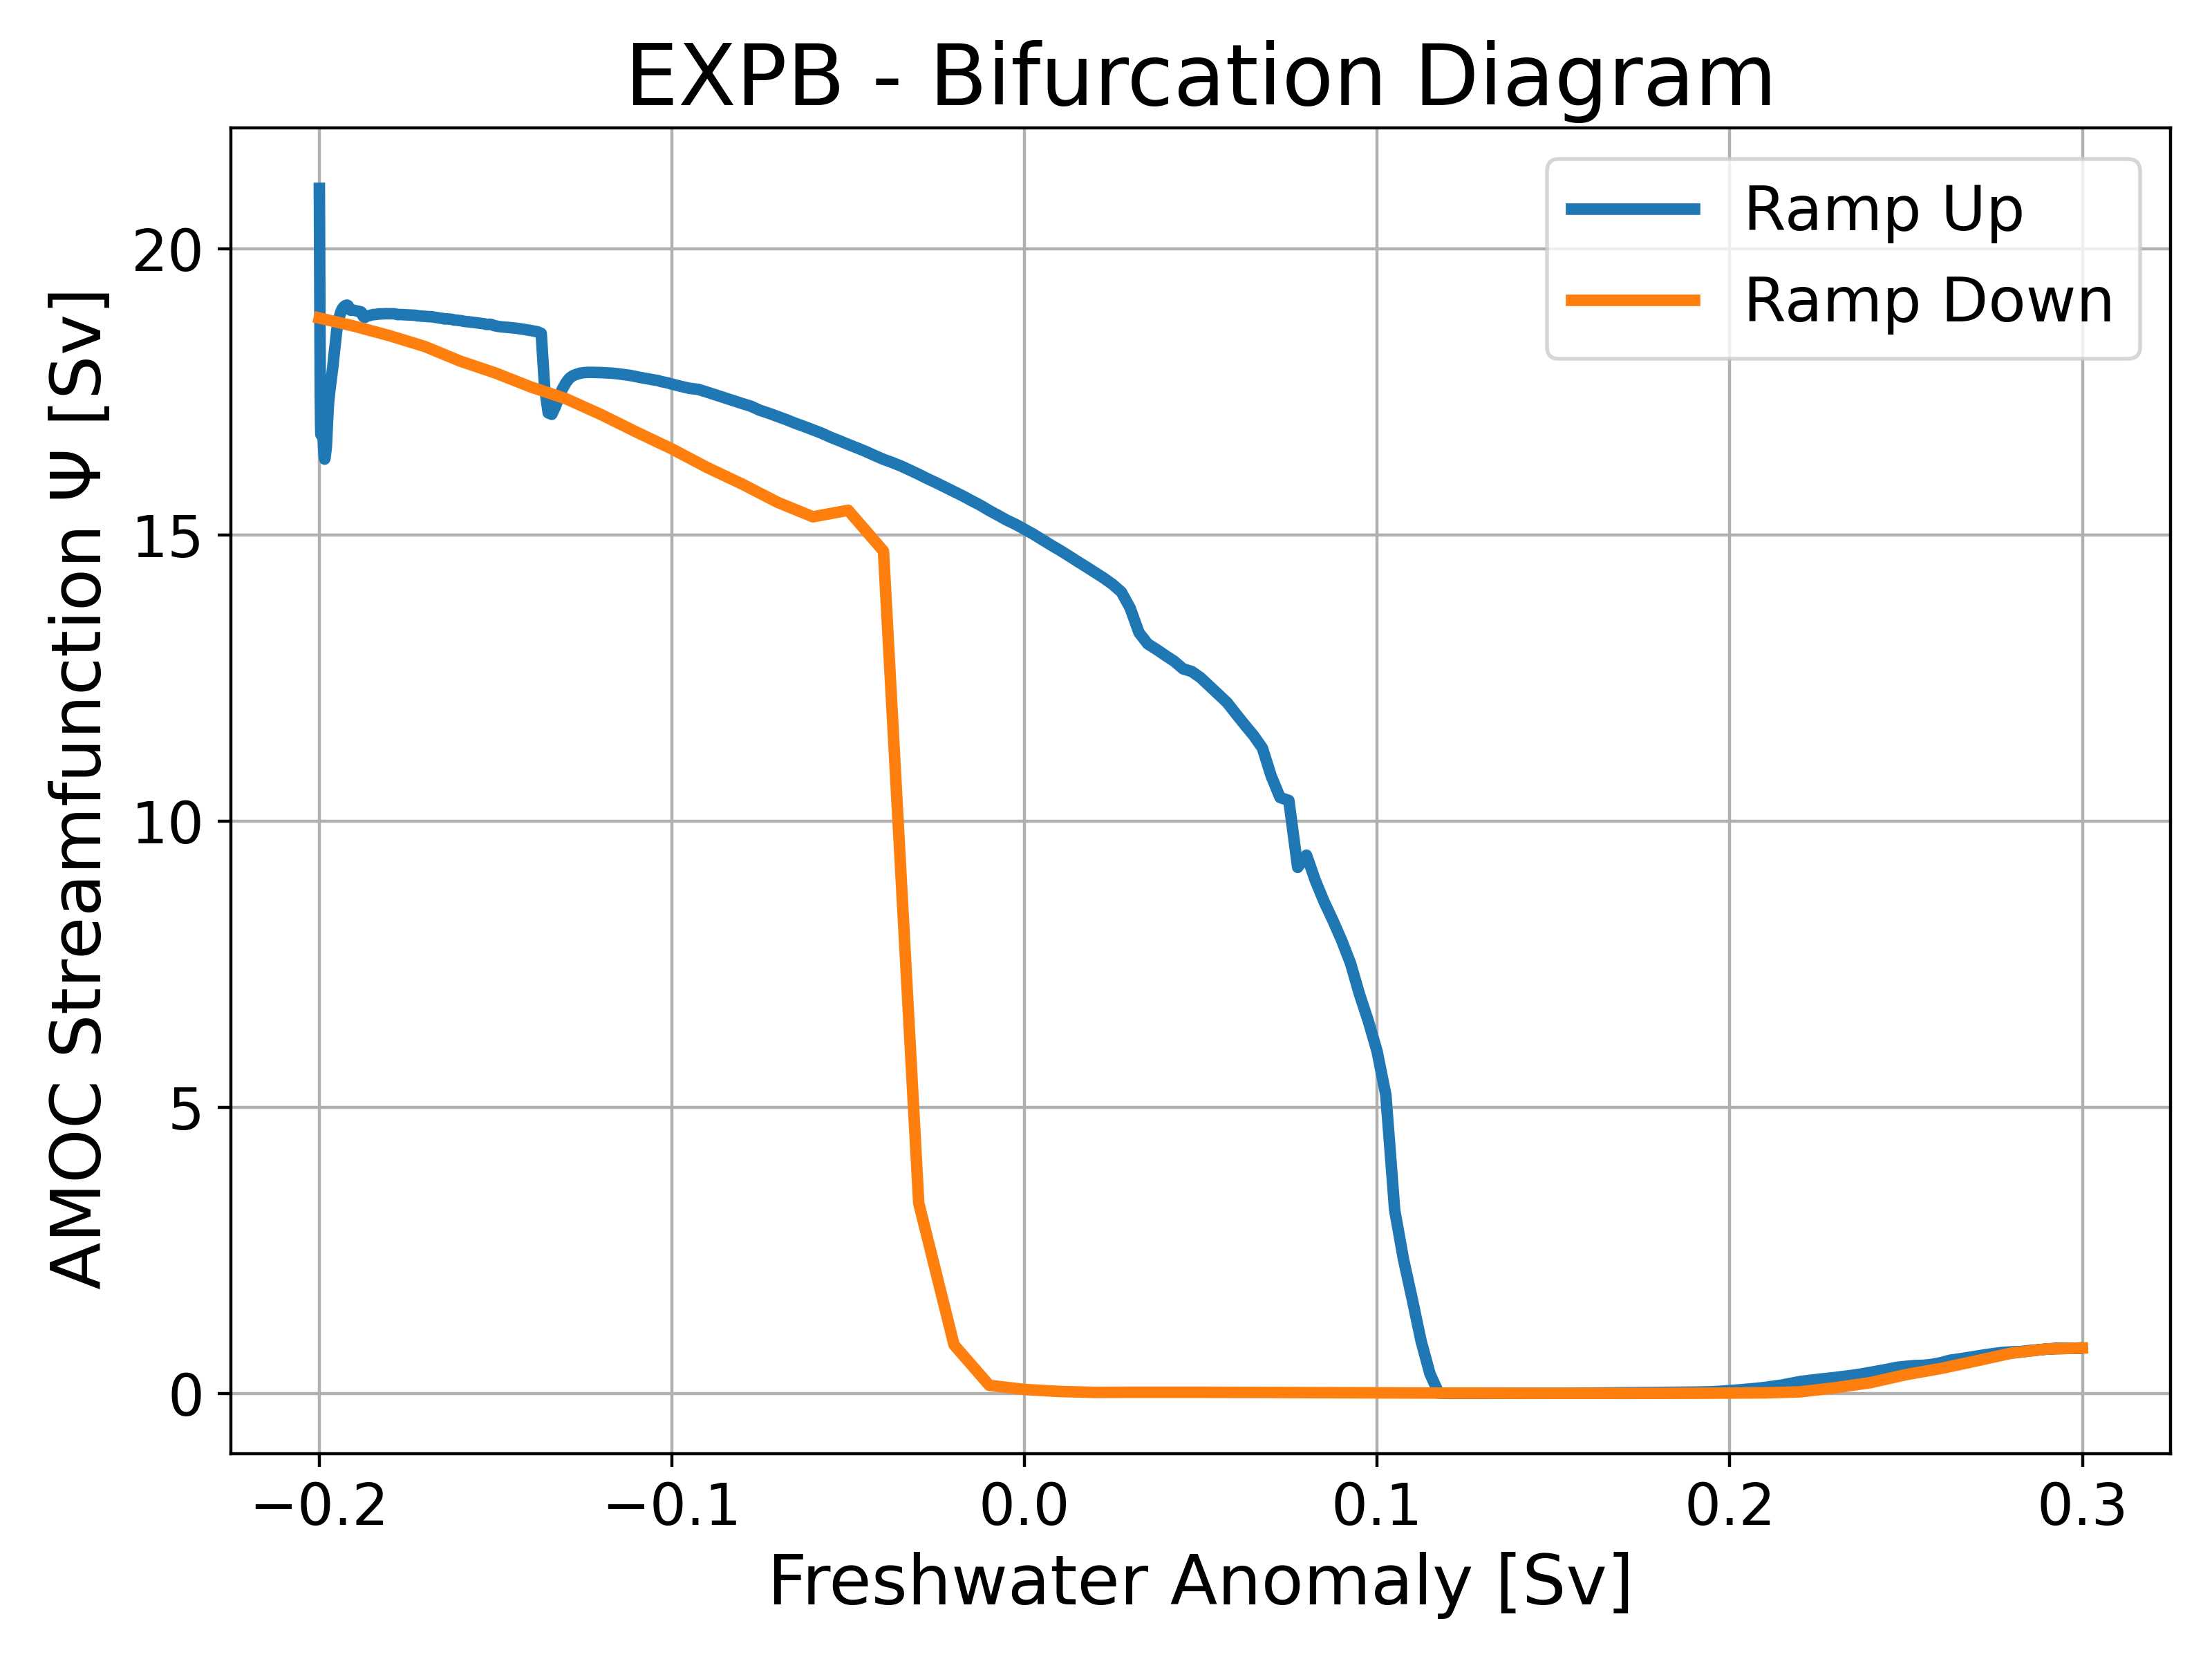 EXPB - Bifurcation Diagram
Ramp Up
Ramp Down
AMOC Streamfunction Ψ [Sv]
20
15
10
5
0
−0.2 −0.1 0.0 0.1 0.2 0.3
Freshwater Anomaly [Sv]